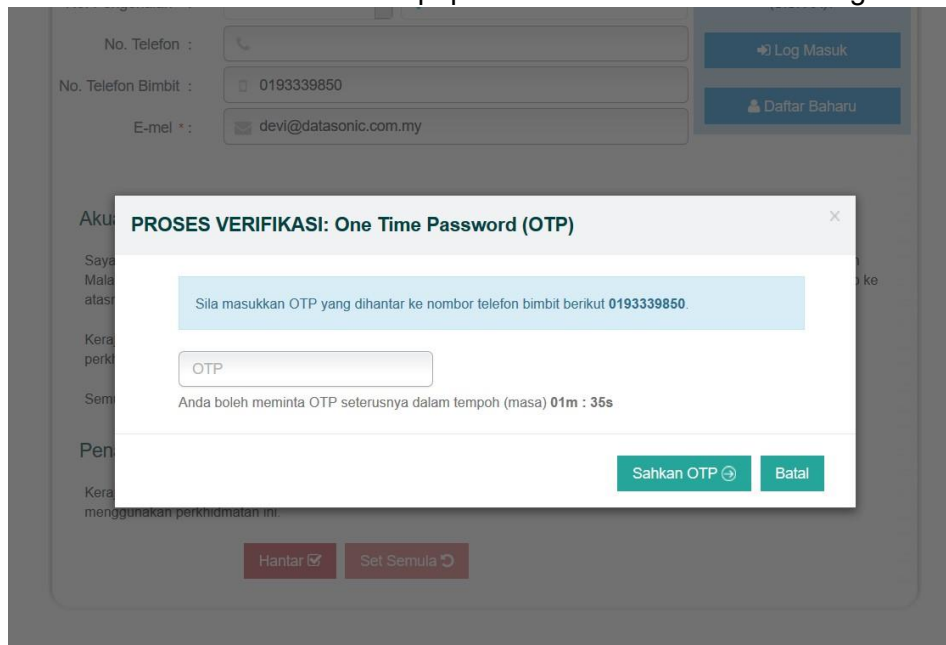 No. Telefon :
Log Masuk
No. Telefon Bimbit :
0193339850
Daftar Baharu
E-mel * :
devi@datasonic.com.my
PROSES VERIFIKASI: One Time Password (OTP)
×
Saya
Sila masukkan OTP yang dihantar ke nombor telefon bimbit berikut 0193339850.
OTP
Anda boleh meminta OTP seterusnya dalam tempoh (masa) 01m : 35s
Sahkan OTP
Batal
menggunakan perkhidmatan ini
Hantar
Set Semula